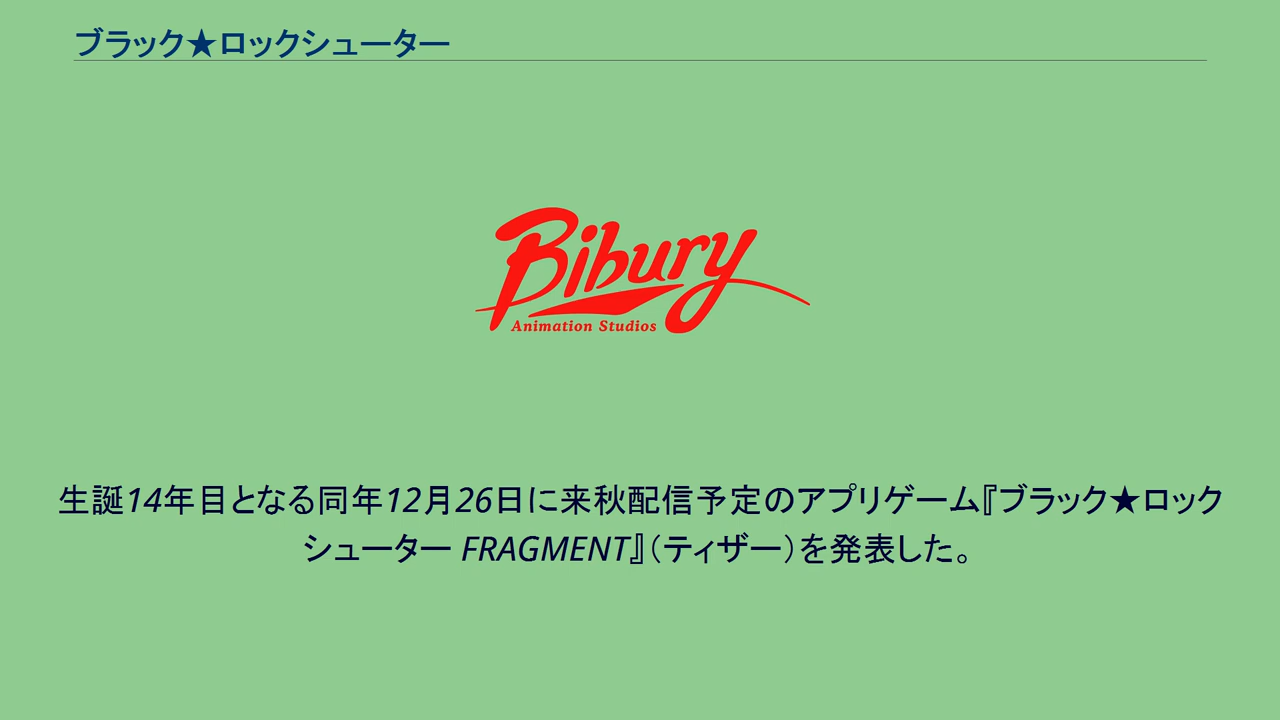 ブラック★ロックシューター
Bibury
Animation Studios
生誕14年目となる同年12月26日に来秋配信予定のアプリゲーム『ブラック★ロック
シューター FRAGMENT』（ティザー）を発表した。